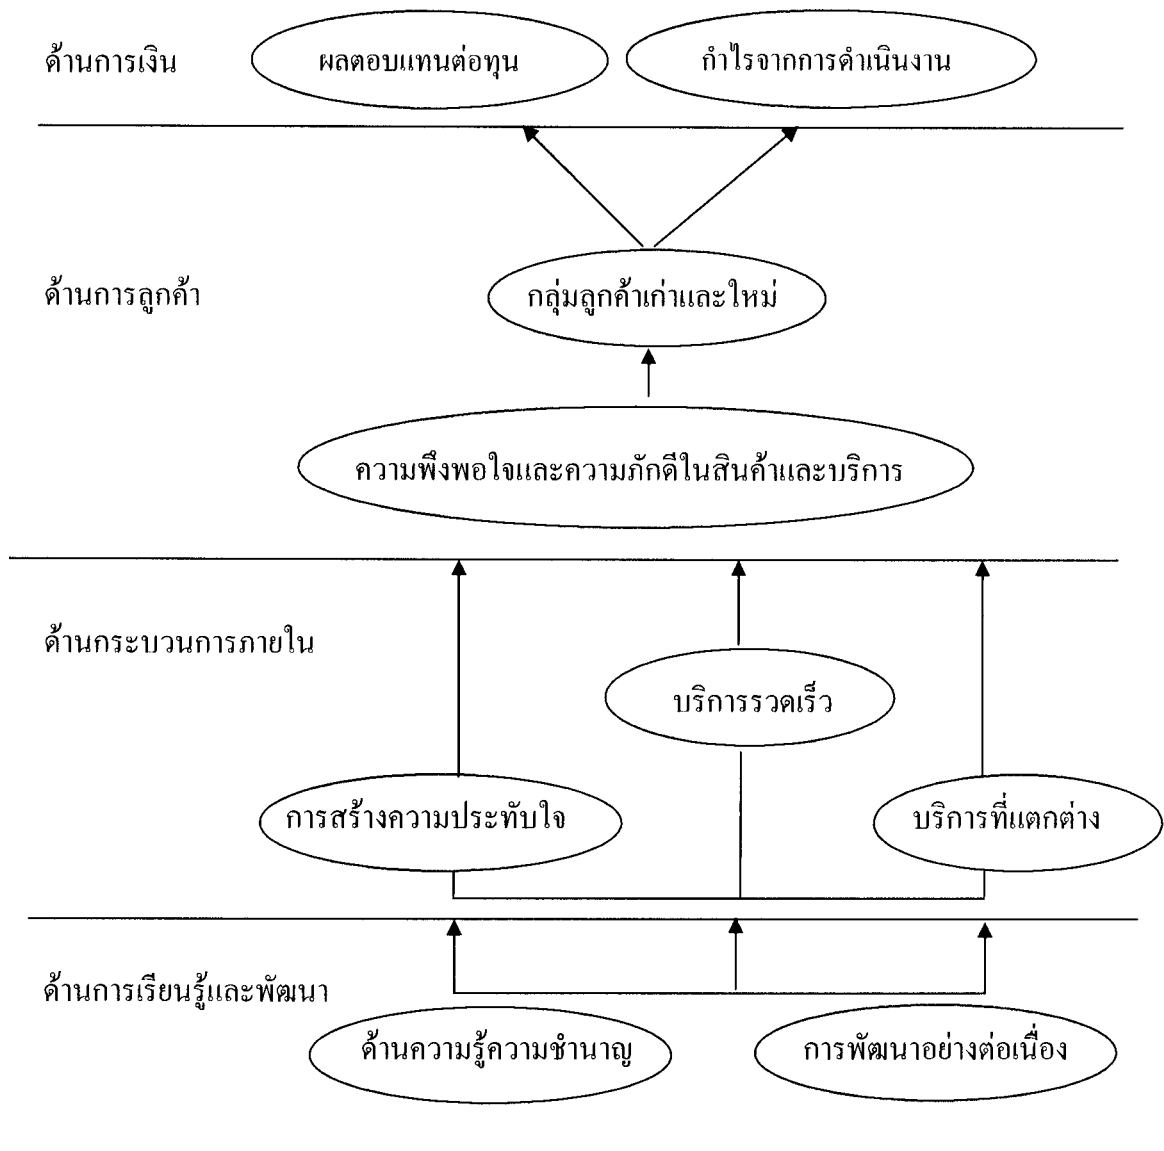 ด้านการเงิน ผลตอบแทนต่อทุน กำไรจากการดำเนินงาน
ด้านการลูกค้า กลุ่มลูกค้าเก่าและใหม่
ความพึงพอใจและความภักดีในสินค้าและบริการ
ด้านกระบวนการภายใน
บริการรวดเร็ว
การสร้างความประทับใจ บริการที่แตกต่าง
ด้านการเรียนรู้และพัฒนา
ด้านความรู้ความชำนาญ การพัฒนาอย่างต่อเนื่อง